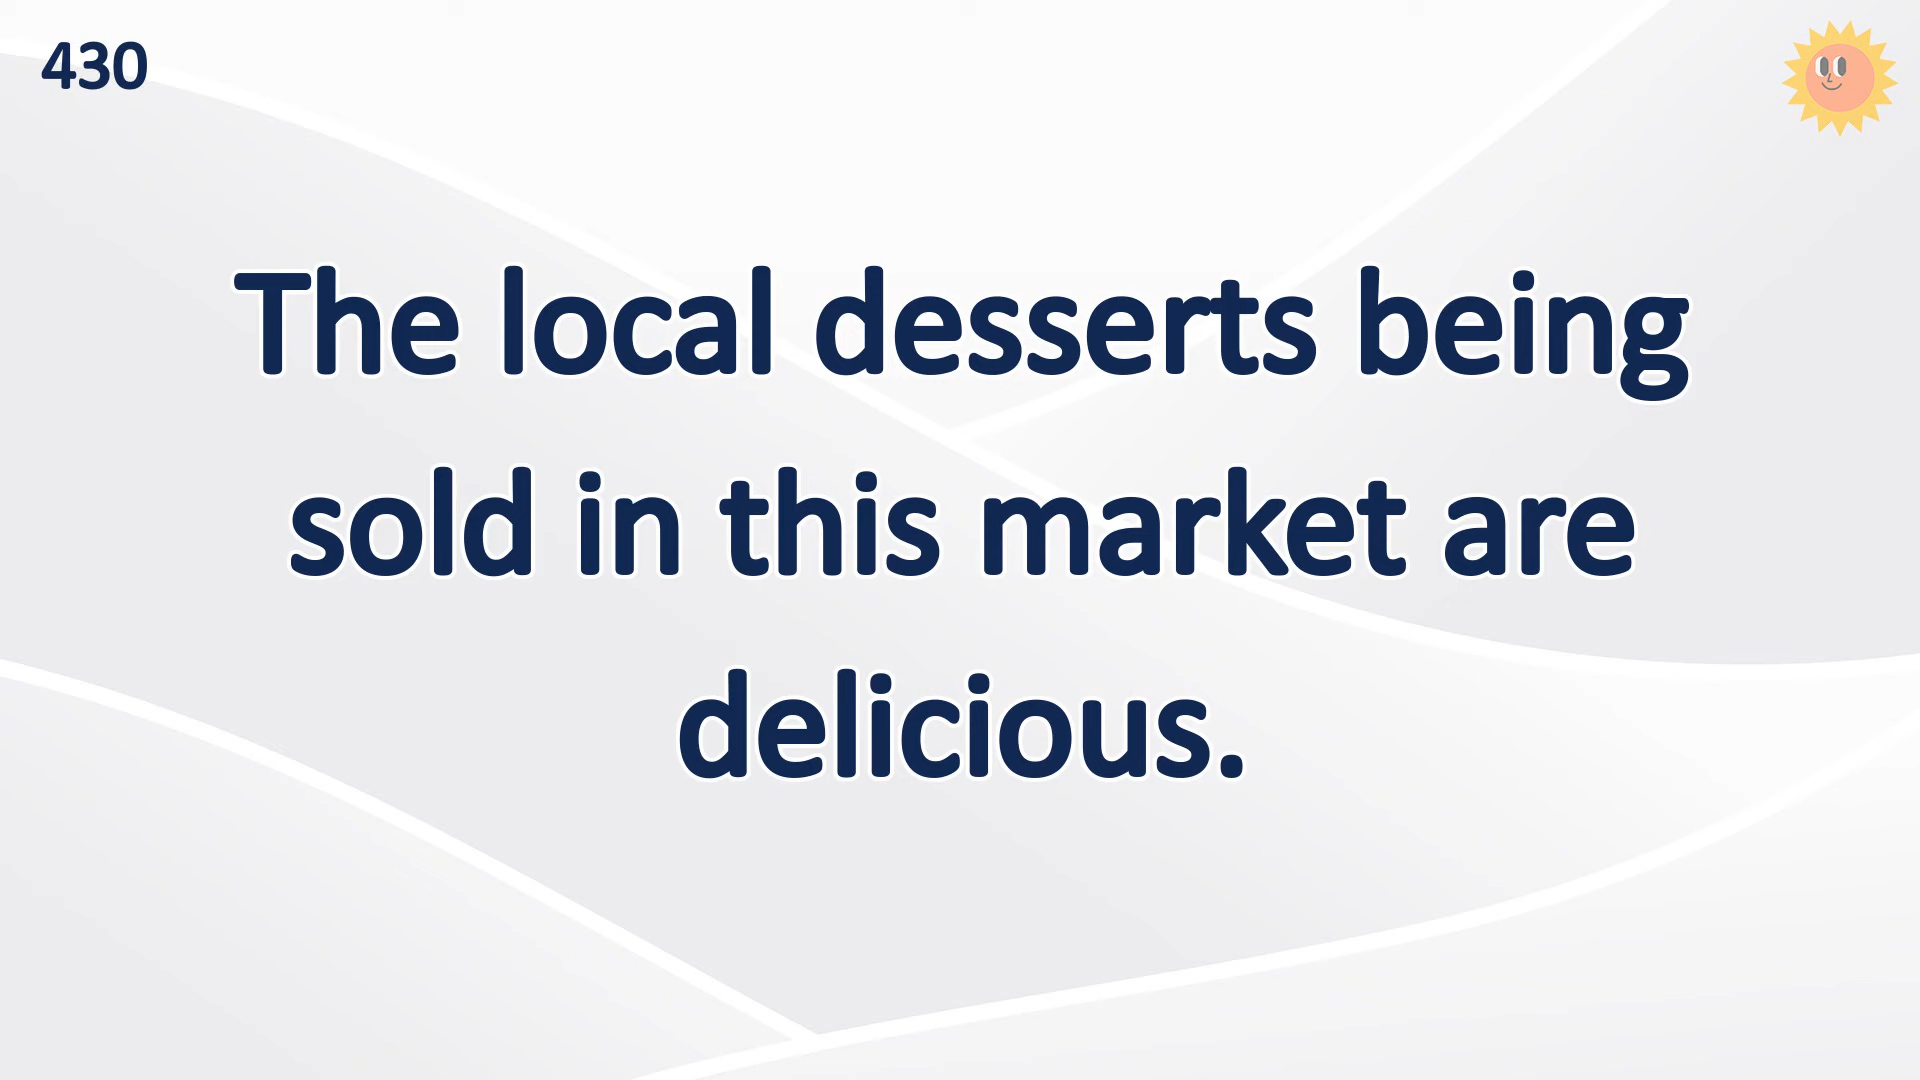 430
The local desserts being
sold in this market are
delicious.